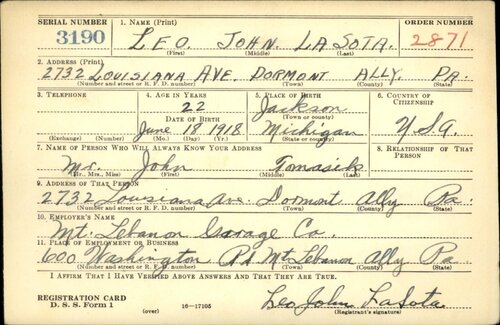 SERIAL NUMBER 1. NAME (Print) ORDER NUMBER
3190 LEO. JOHN. LASOTA. 2871
(First) (Middle) (Last)
2. ADDRESS (Print)
2732 LOUISIANA AVE. DORMONT ALLY. PA.
(Number and street or R. F. D. number) (Town) (County) (State)
3. TELEPHONE 4. AGE IN YEARS 5. PLACE OF BIRTH 6. COUNTRY OF CITIZENSHIP
22 Jackson
DATE OF BIRTH (Town or county)
June 18 1918 Michigan U.S.A.
(Exchange) (Number) (Mo.) (Day) (Yr.) (State or country)
7. NAME OF PERSON WHO WILL ALWAYS KNOW YOUR ADDRESS 8. RELATIONSHIP OF THAT PERSON
Mr. John Tomasik
(Mr., Mrs., Miss) (First) (Middle) (Last)
9. ADDRESS OF THAT PERSON
2732 Louisiana Ave. Dormont Ally Pa.
(Number and street or R. F. D. number) (Town) (County) (State)
10. EMPLOYER'S NAME
Mt. Lebanon Garage Co.
11. PLACE OF EMPLOYMENT OR BUSINESS
600 Washington Rd Mt Lebanon Ally Pa
(Number and street or R. F. D. number) (Town) (County) (State)
I AFFIRM THAT I HAVE VERIFIED ABOVE ANSWERS AND THAT THEY ARE TRUE.
REGISTRATION CARD
D. S. S. Form 1 16—17105 Leo John LaSota
(over) (Registrant's signature)